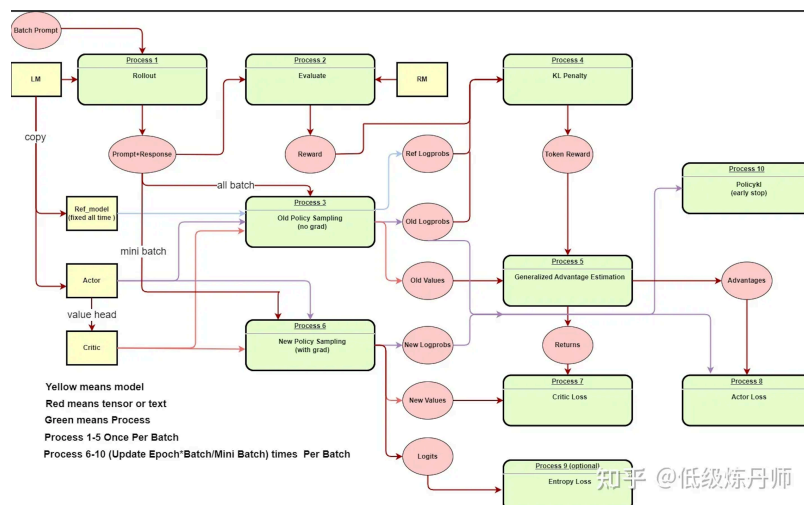 Batch Prompt
Process 1
Rollout
Process 2
Evaluate
Process 4
KL Penalty
LM
RM
copy
Prompt+Response
Reward
Ref Logprobs
Token Reward
Process 10
Policykl
(early stop)
all batch
Ref_model
(fixed all time )
Process 3
Old Policy Sampling
(no grad)
Old Logprobs
mini batch
Actor
Old Values
Process 5
Generalized Advantage Estimation
Advantages
value head
Critic
Process 6
New Policy Sampling
(with grad)
New Logprobs
Returns
Yellow means model
Red means tensor or text
Green means Process
Process 1-5 Once Per Batch
Process 6-10 (Update Epoch*Batch/Mini Batch) times Per Batch
New Values
Process 7
Critic Loss
Process 8
Actor Loss
Logits
Process 9 (optional)
Entropy Loss
知乎 @低级炼丹师